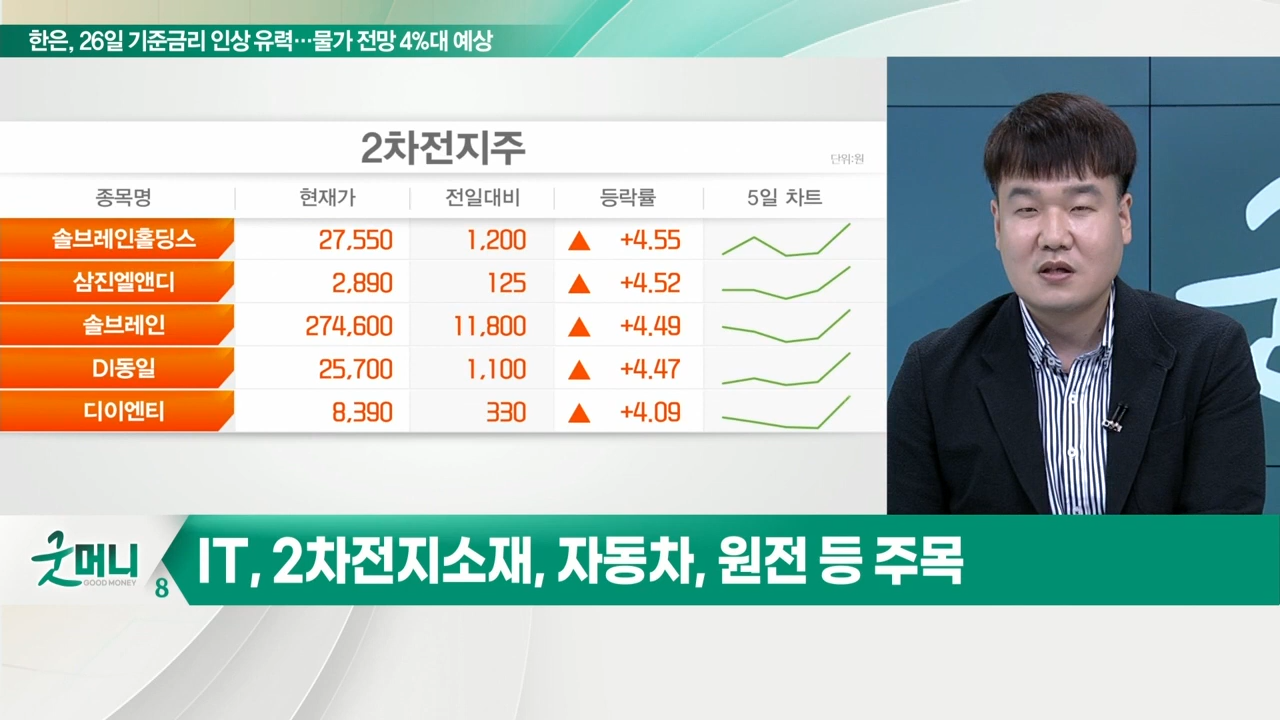 한은, 26일 기준금리 인상 유력…물가 전망 4%대 예상
2차전지주
단위:원
종목명 현재가 전일대비 등락률 5일 차트
솔브레인홀딩스 27,550 1,200 ▲ +4.55
삼진엘앤디 2,890 125 ▲ +4.52
솔브레인 274,600 11,800 ▲ +4.49
DI동일 25,700 1,100 ▲ +4.47
디이엔티 8,390 330 ▲ +4.09
굿머니
GOOD MONEY
8
IT, 2차전지소재, 자동차, 원전 등 주목